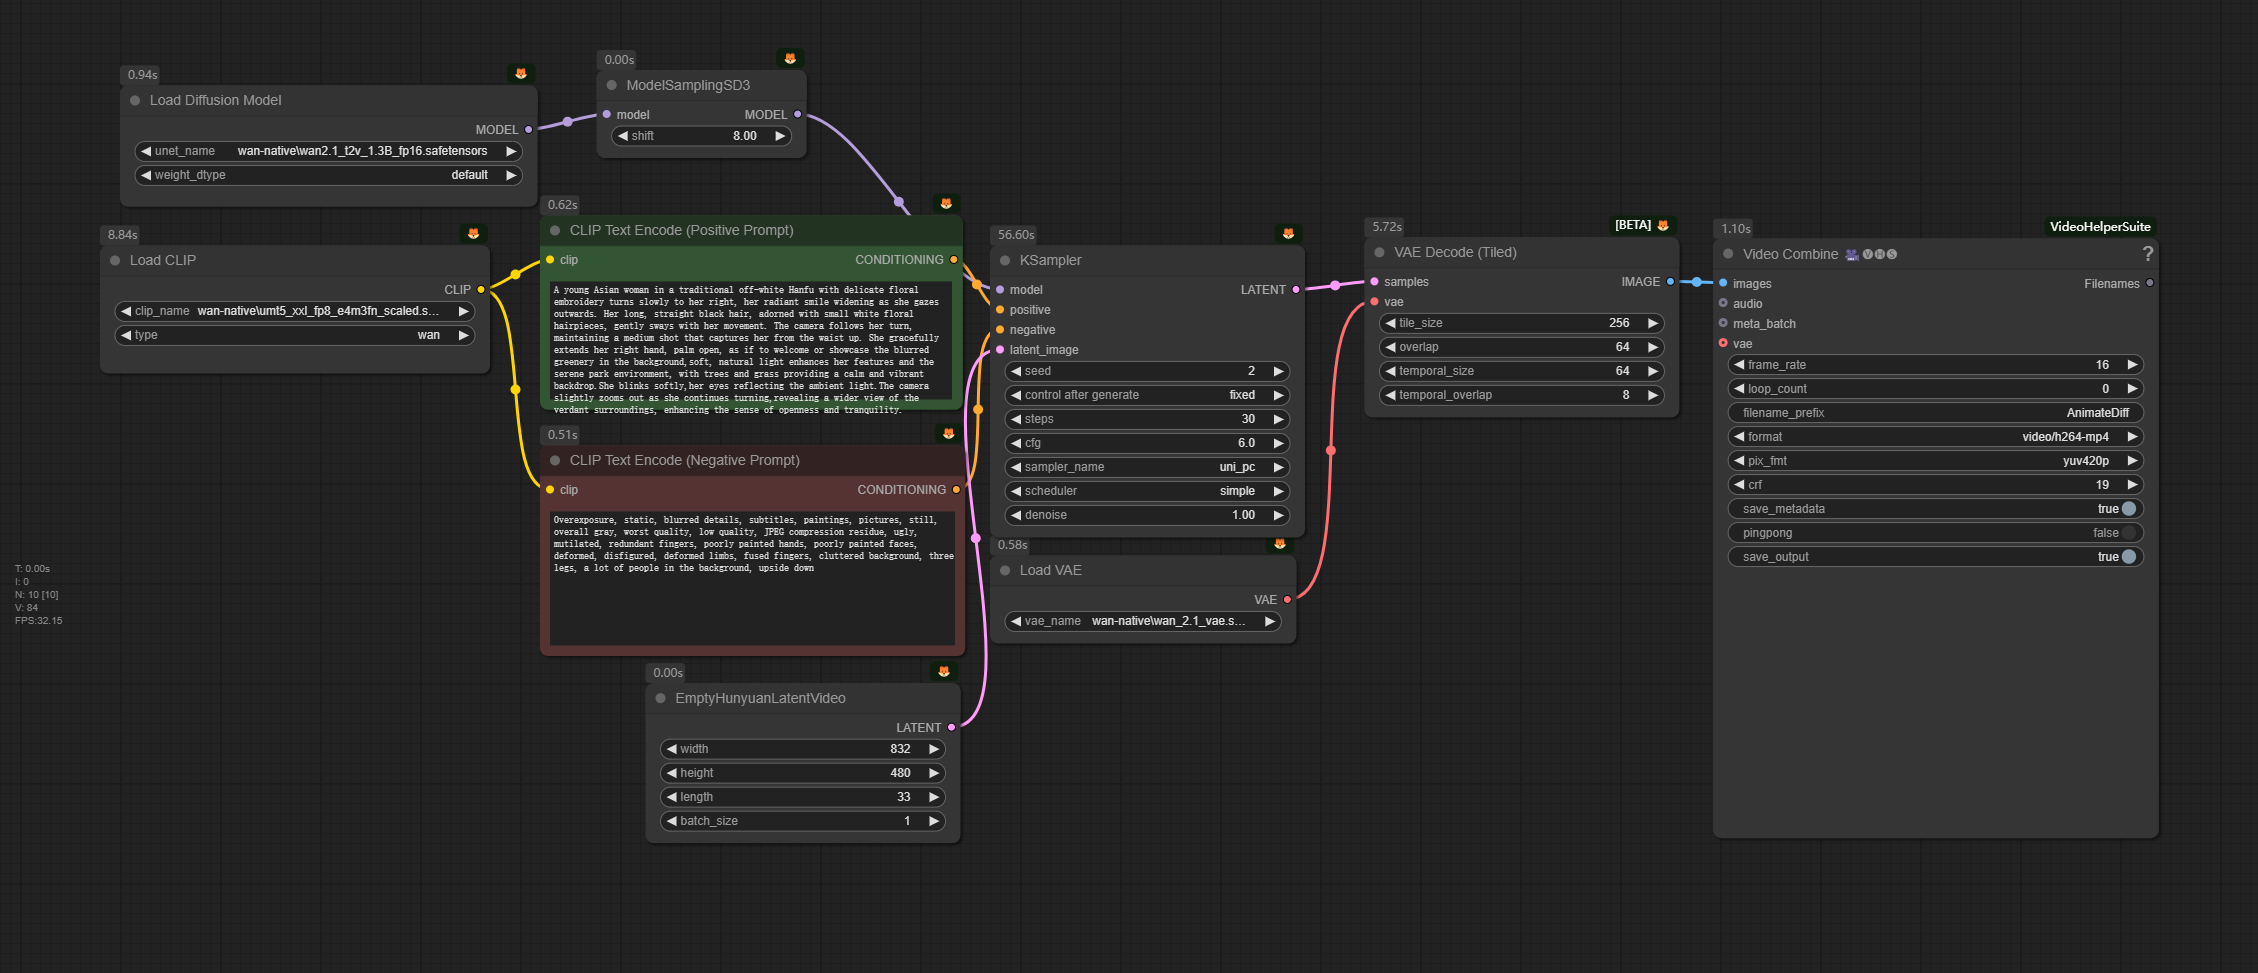 0.94s
Load Diffusion Model
MODEL
unet_name wan-native\wan2.1_t2v_1.3B_fp16.safetensors
weight_dtype default
0.00s
ModelSamplingSD3
model MODEL
shift 8.00
8.84s
Load CLIP
CLIP
clip_name wan-native\umt5_xxl_fp8_e4m3fn_scaled.s...
type wan
0.62s
CLIP Text Encode (Positive Prompt)
clip CONDITIONING
A young Asian woman in a traditional off-white Hanfu with delicate floral
embroidery turns slowly to her right, her radiant smile widening as she gazes
outwards. Her long, straight black hair, adorned with small white floral
hairpieces, gently sways with her movement. The camera follows her turn,
maintaining a medium shot that captures her from the waist up. She gracefully
extends her right hand, palm open, as if to welcome or showcase the blurred
greenery in the background,soft, natural light enhances her features and the
serene park environment, with trees and grass providing a calm and vibrant
backdrop.She blinks softly,her eyes reflecting the ambient light.The camera
slightly zooms out as she continues turning,revealing a wider view of the
verdant surroundings, enhancing the sense of openness and tranquility.
0.51s
CLIP Text Encode (Negative Prompt)
clip CONDITIONING
Overexposure, static, blurred details, subtitles, paintings, pictures, still,
overall gray, worst quality, low quality, JPEG compression residue, ugly,
mutilated, redundant fingers, poorly painted hands, poorly painted faces,
deformed, disfigured, deformed limbs, fused fingers, cluttered background, three
legs, a lot of people in the background, upside down
0.00s
EmptyHunyuanLatentVideo
LATENT
width 832
height 480
length 33
batch_size 1
56.60s
KSampler
model LATENT
positive
negative
latent_image
seed 2
control after generate fixed
steps 30
cfg 6.0
sampler_name uni_pc
scheduler simple
denoise 1.00
0.58s
Load VAE
VAE
vae_name wan-native\wan_2.1_vae.s...
5.72s
[BETA]
VAE Decode (Tiled)
samples IMAGE
vae
tile_size 256
overlap 64
temporal_size 64
temporal_overlap 8
1.10s
VideoHelperSuite
Video Combine 🅥🅗🅢 ?
images Filenames
audio
meta_batch
vae
frame_rate 16
loop_count 0
filename_prefix AnimateDiff
format video/h264-mp4
pix_fmt yuv420p
crf 19
save_metadata true
pingpong false
save_output true
T: 0.00s
I: 0
N: 10 [10]
V: 84
FPS:32.15